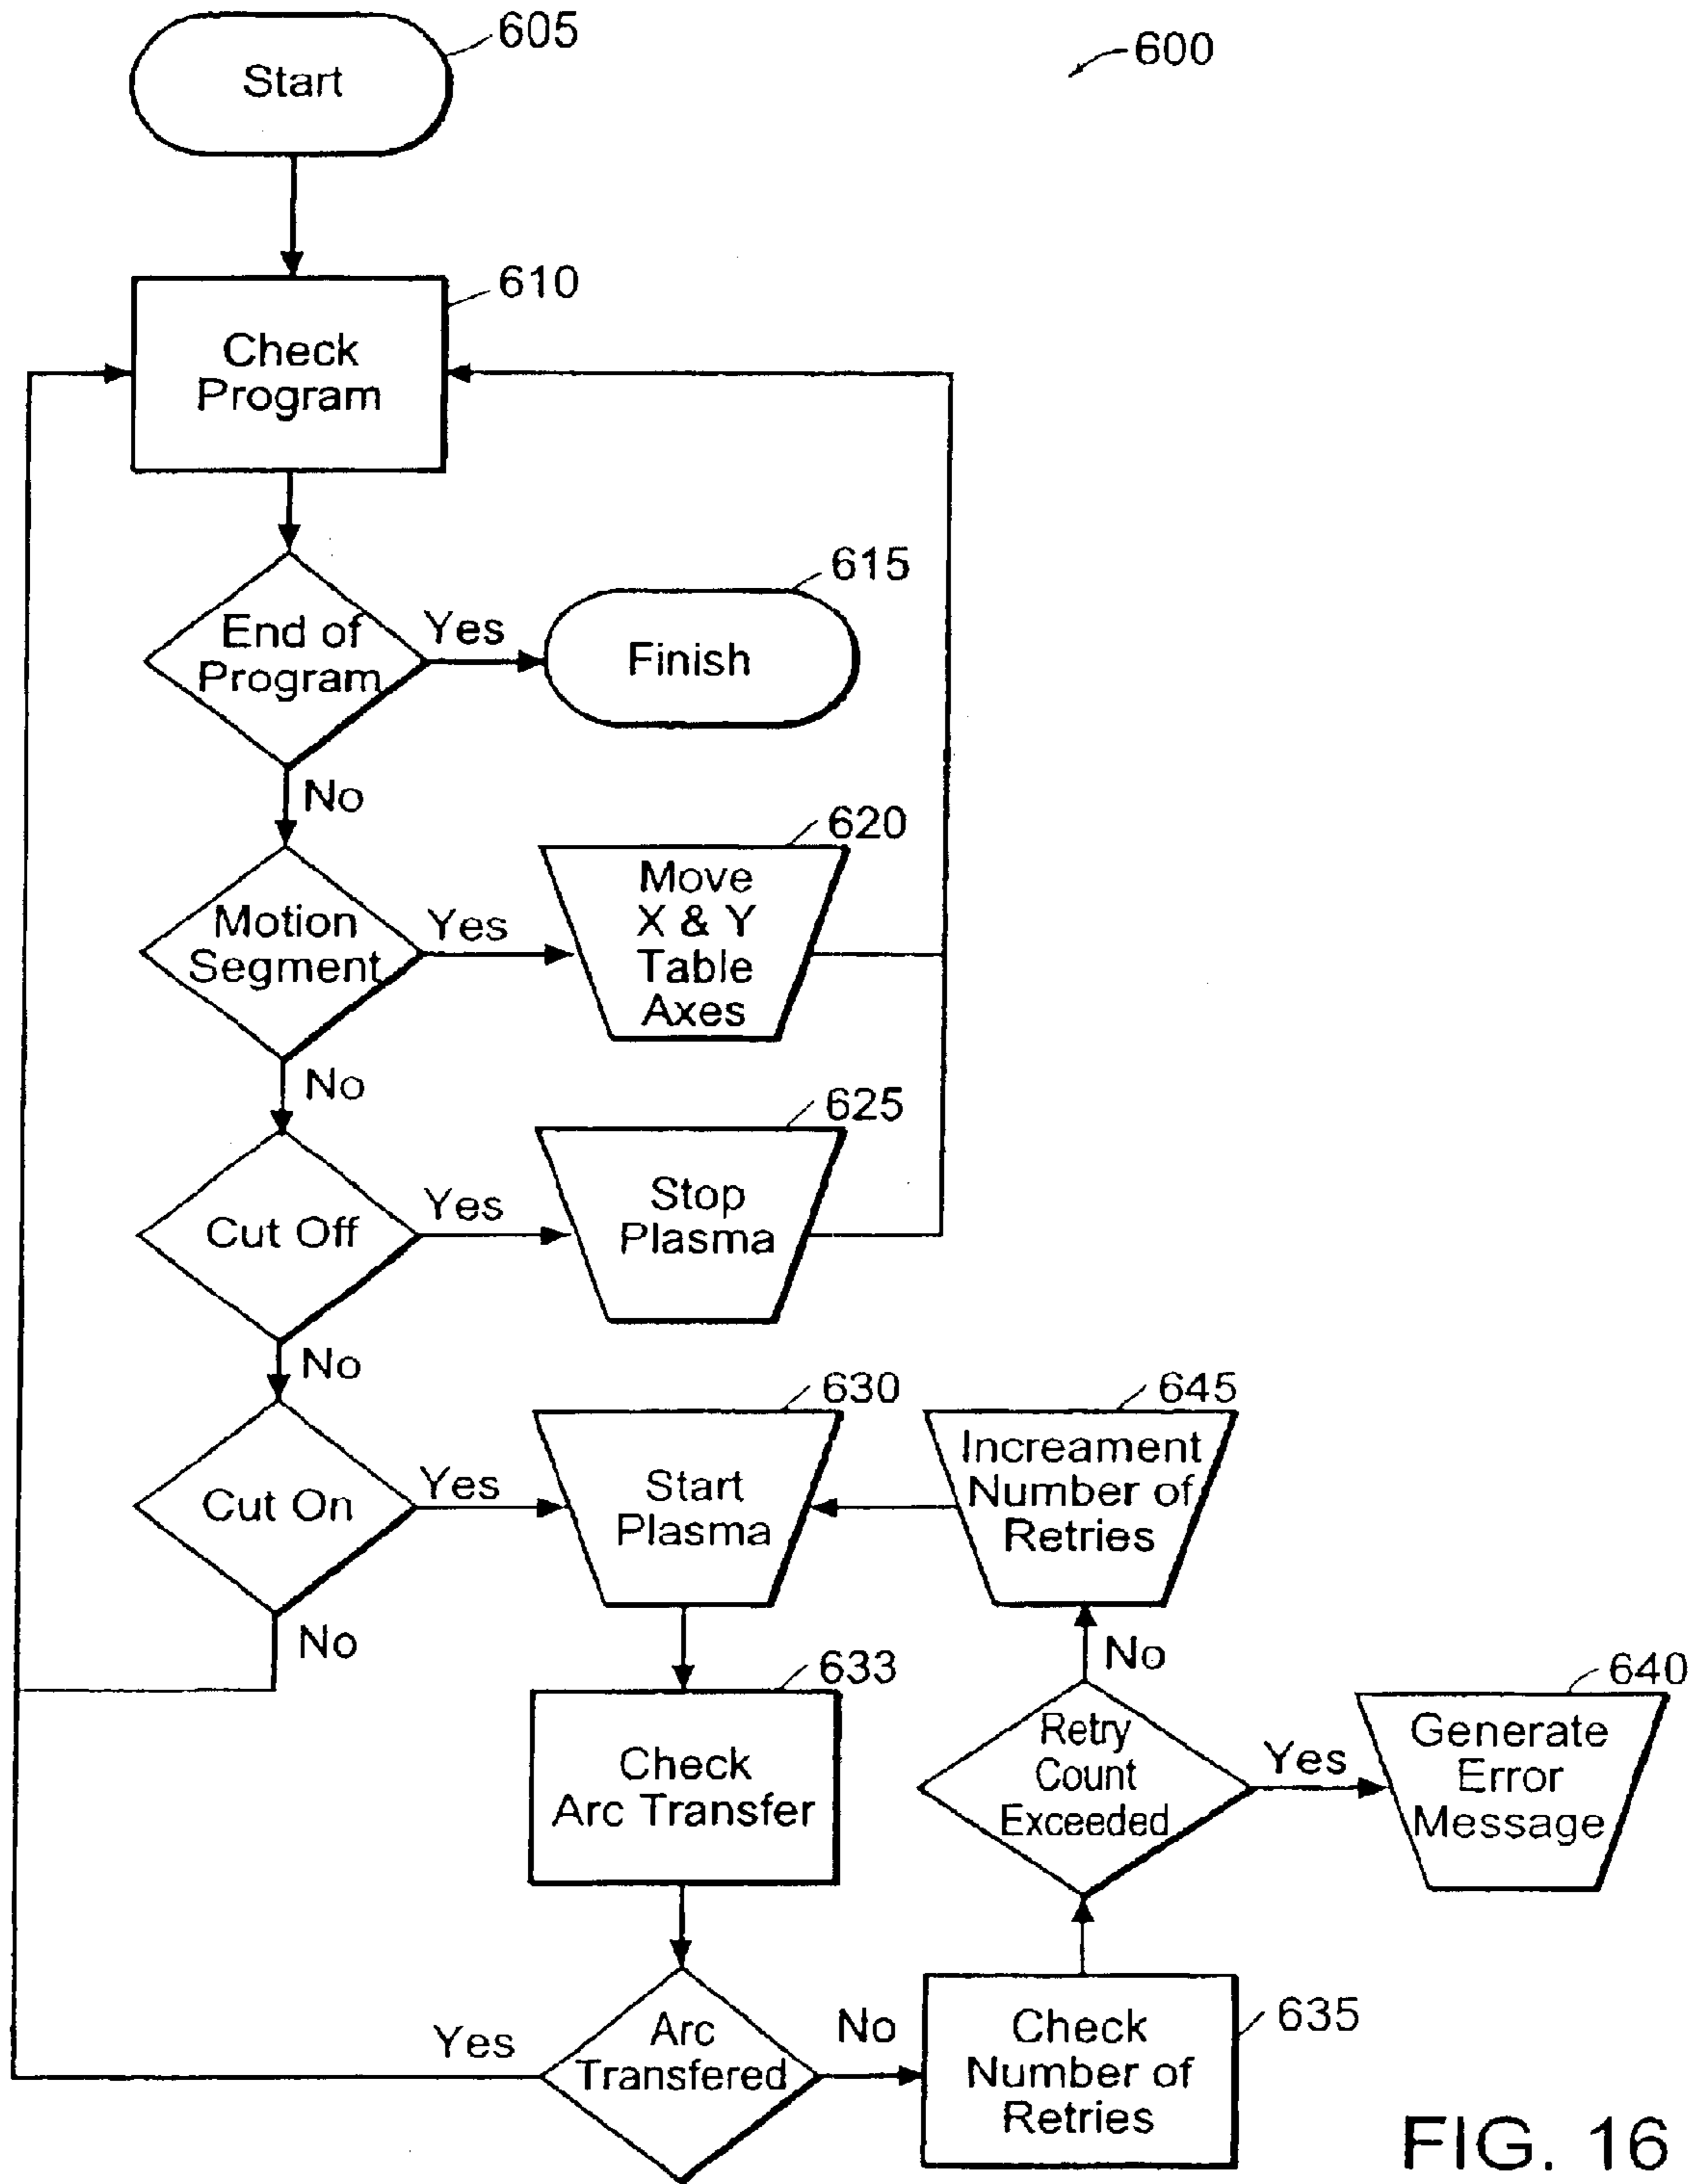 605
600
Start
610
Check
Program
615
End of
Program
Yes
Finish
No
620
Motion
Segment
Yes
Move
X & Y
Table
Axes
No
625
Cut Off
Yes
Stop
Plasma
No
630
645
Cut On
Yes
Start
Plasma
Increament
Number of
Retries
No
633
No
640
Check
Arc Transfer
Retry
Count
Exceeded
Yes
Generate
Error
Message
Yes
Arc
Transfered
No
Check
Number of
Retries
635
FIG. 16